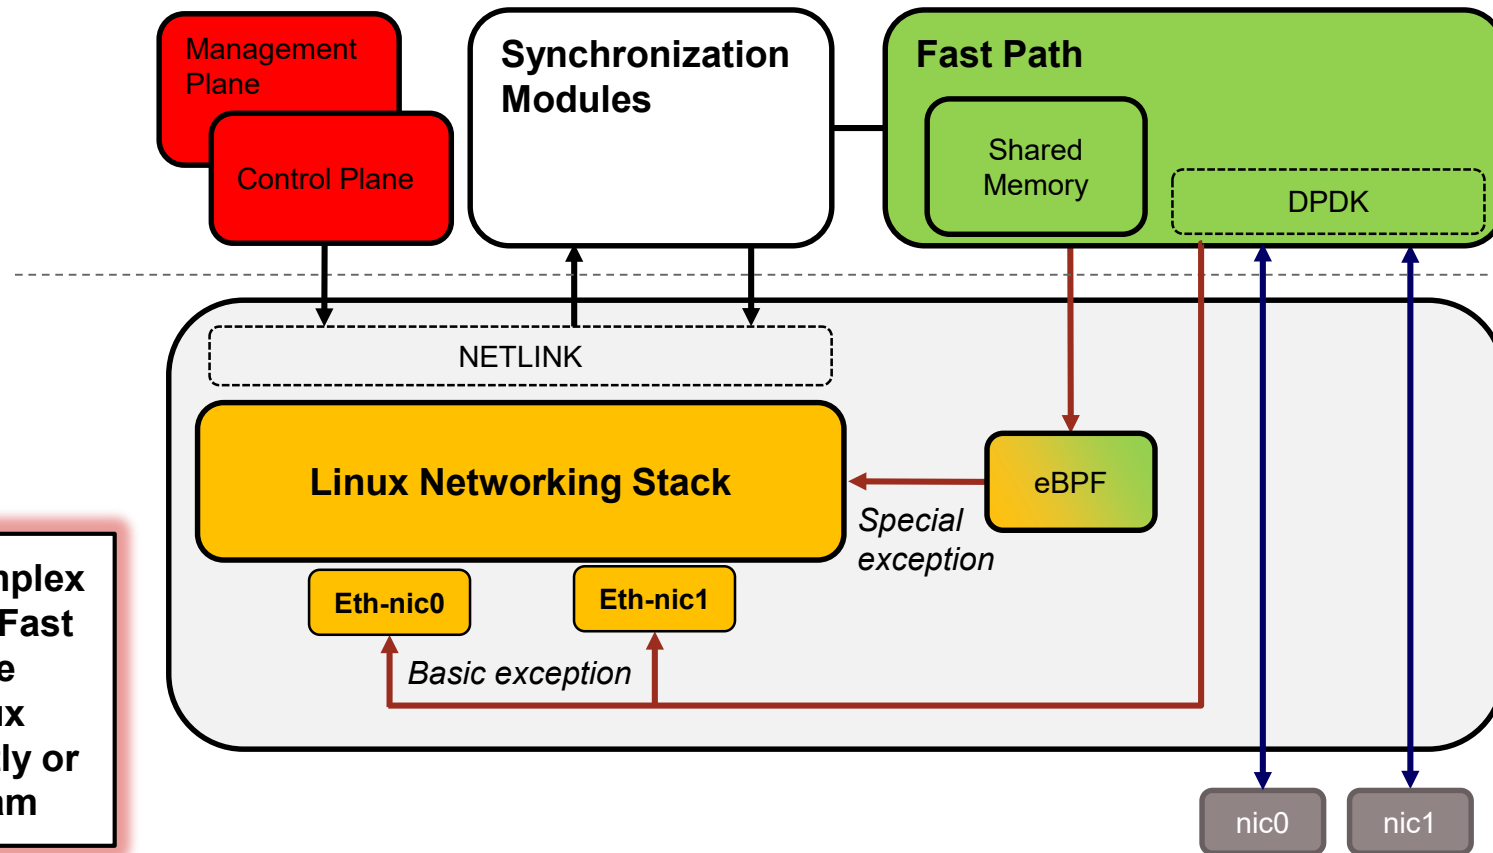 Management
Plane
Control Plane
Synchronization
Modules
Fast Path
Shared
Memory
DPDK
NETLINK
Linux Networking Stack
eBPF
Special
exception
Eth-nic0
Eth-nic1
Basic exception
nic0
nic1
Fast